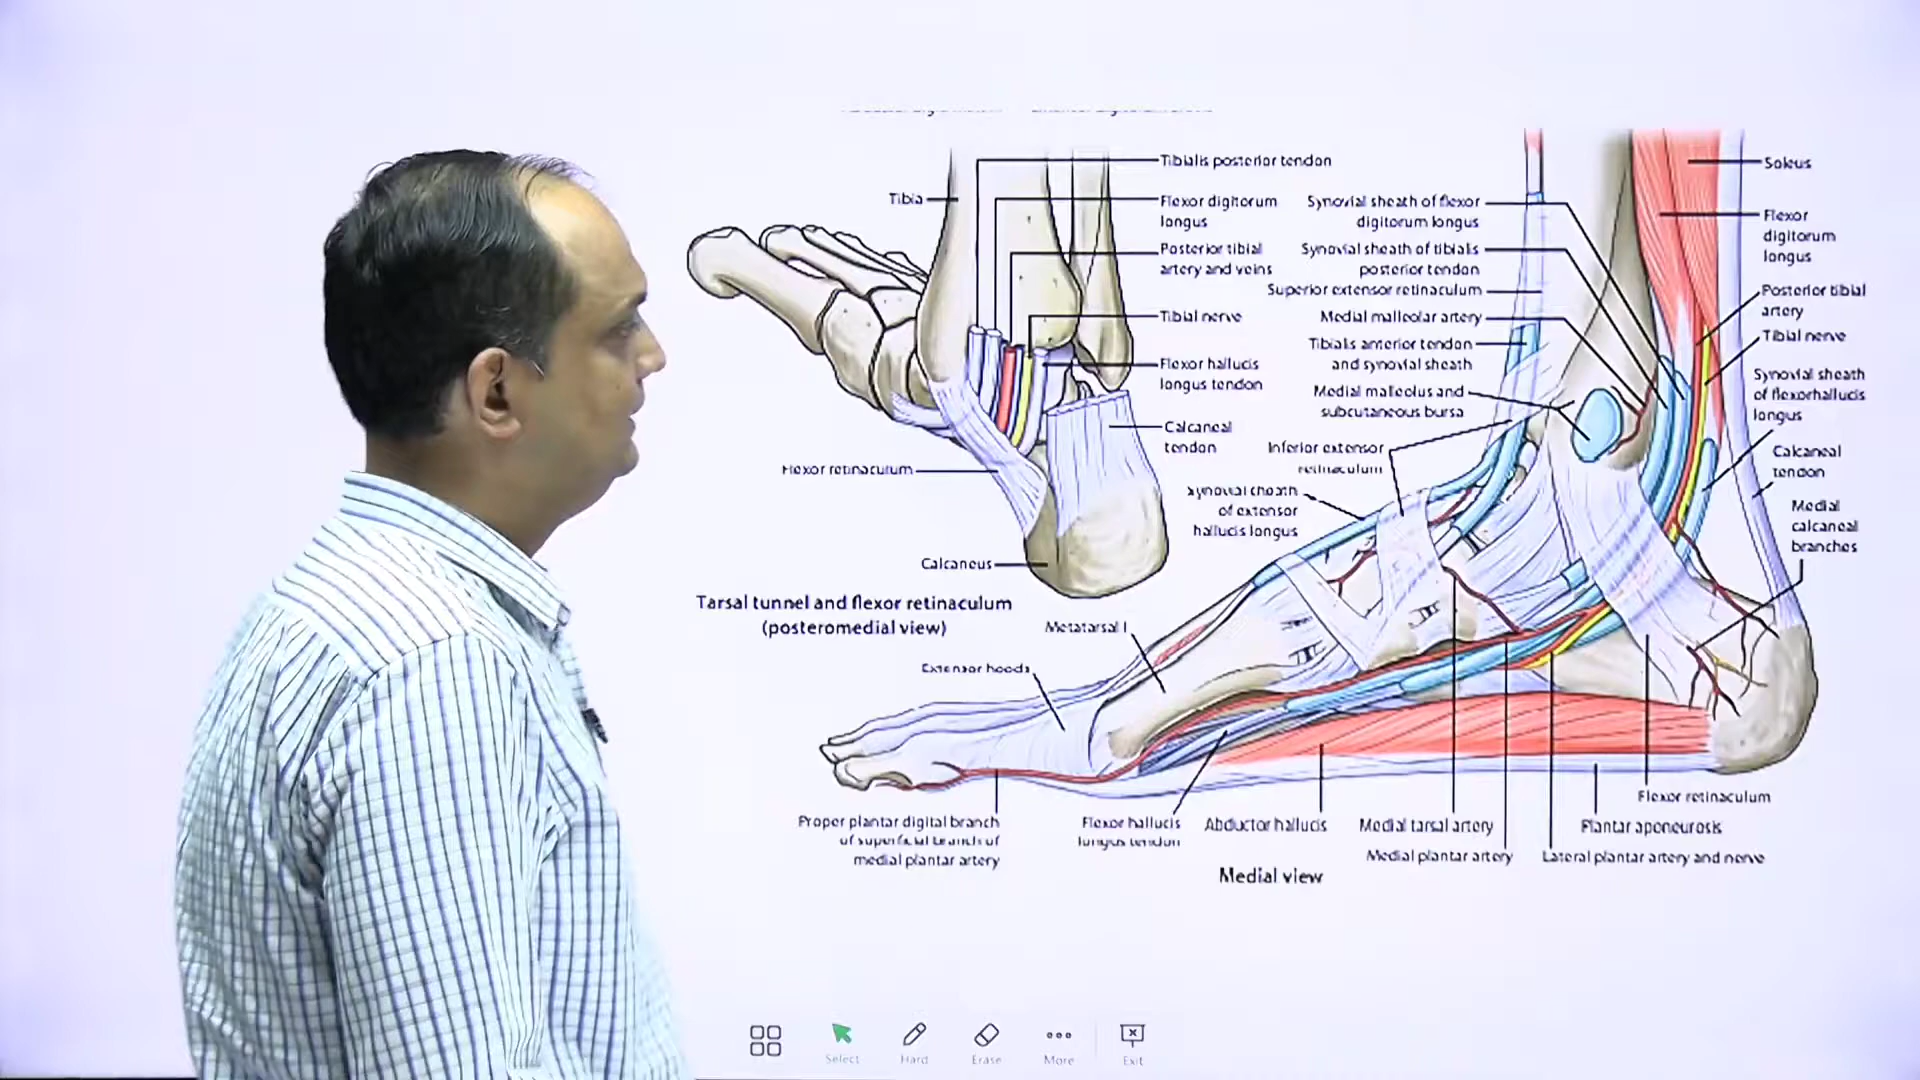 Tibialis posterior tendon
Tibia
Flexor digitorum
longus
Posterior tibial
artery and veins
Tibial nerve
Flexor hallucis
longus tendon
Calcaneal
tendon
Flexor retinaculum
Calcaneus
Tarsal tunnel and flexor retinaculum
(posteromedial view)
Soleus
Synovial sheath of flexor
digitorum longus
Synovial sheath of tibialis
posterior tendon
Superior extensor retinaculum
Medial malleolar artery
Tibialis anterior tendon
and synovial sheath
Medial malleolus and
subcutaneous bursa
Inferior extensor
retinaculum
Synovial sheath
of extensor
hallucis longus
Metatarsal I
Extensor hoods
Flexor
digitorum
longus
Posterior tibial
artery
Tibial nerve
Synovial sheath
of flexorhallucis
longus
Calcaneal
tendon
Medial
calcaneal
branches
Proper plantar digital branch
of superficial branch of
medial plantar artery
Flexor hallucis
longus tendon
Abductor hallucis
Medial tarsal artery
Medial plantar artery
Lateral plantar artery and nerve
Plantar aponeurosis
Flexor retinaculum
Medial view
Select
Hard
Erase
More
Exit